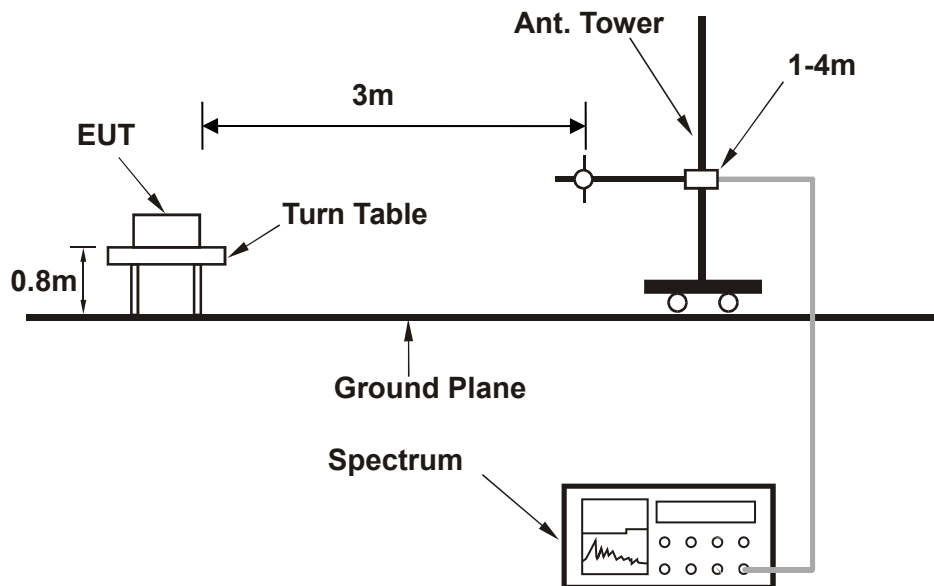 Ant. Tower
1-4m
3m
EUT
Turn Table
0.8m
Ground Plane
Spectrum